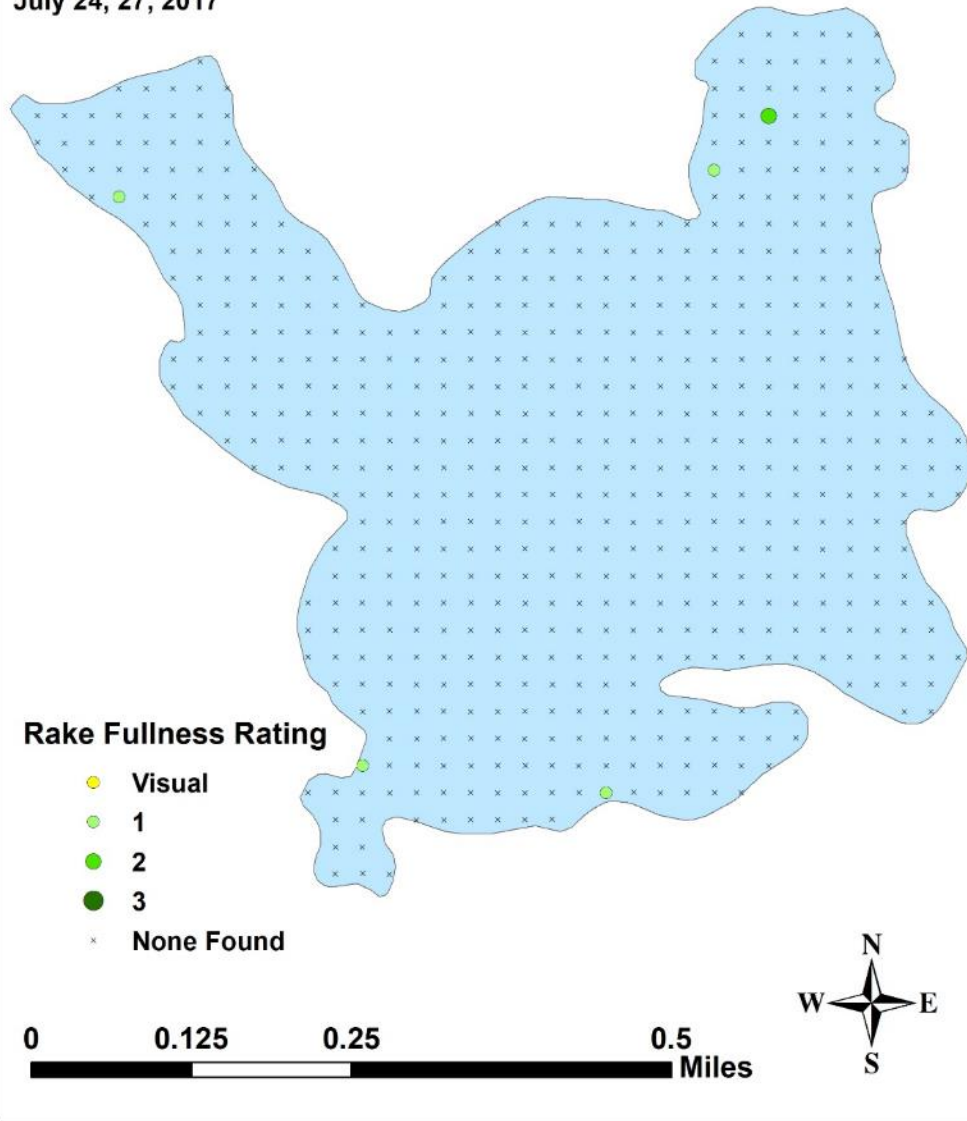 July 24, 27, 2017
Rake Fullness Rating
Visual
1
2
3
None Found
N
W E
S
0 0.125 0.25 0.5
Miles